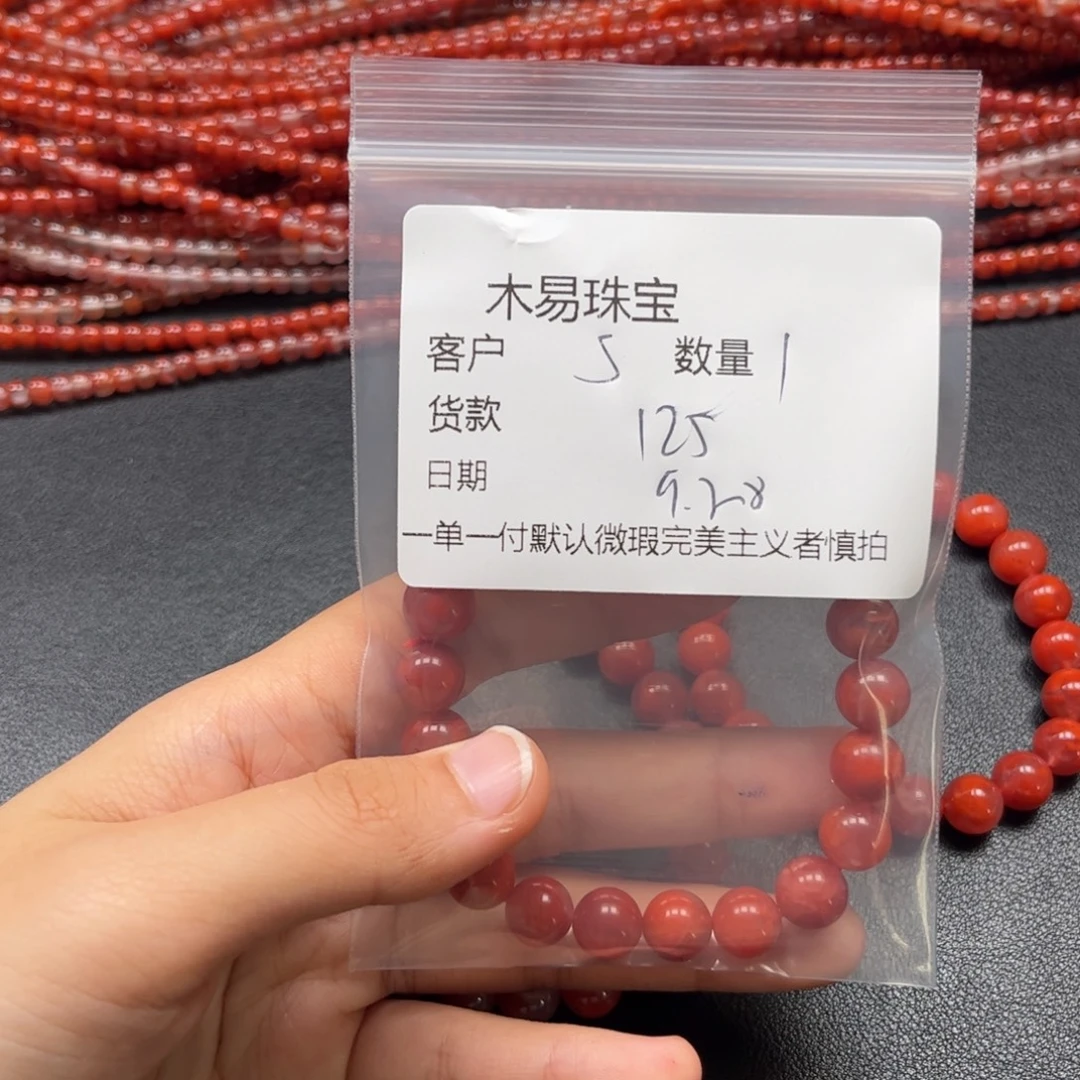 木易珠宝
客户 S 数量 1
货款 125
日期 9.28
一单一付默认微瑕完美主义者慎拍